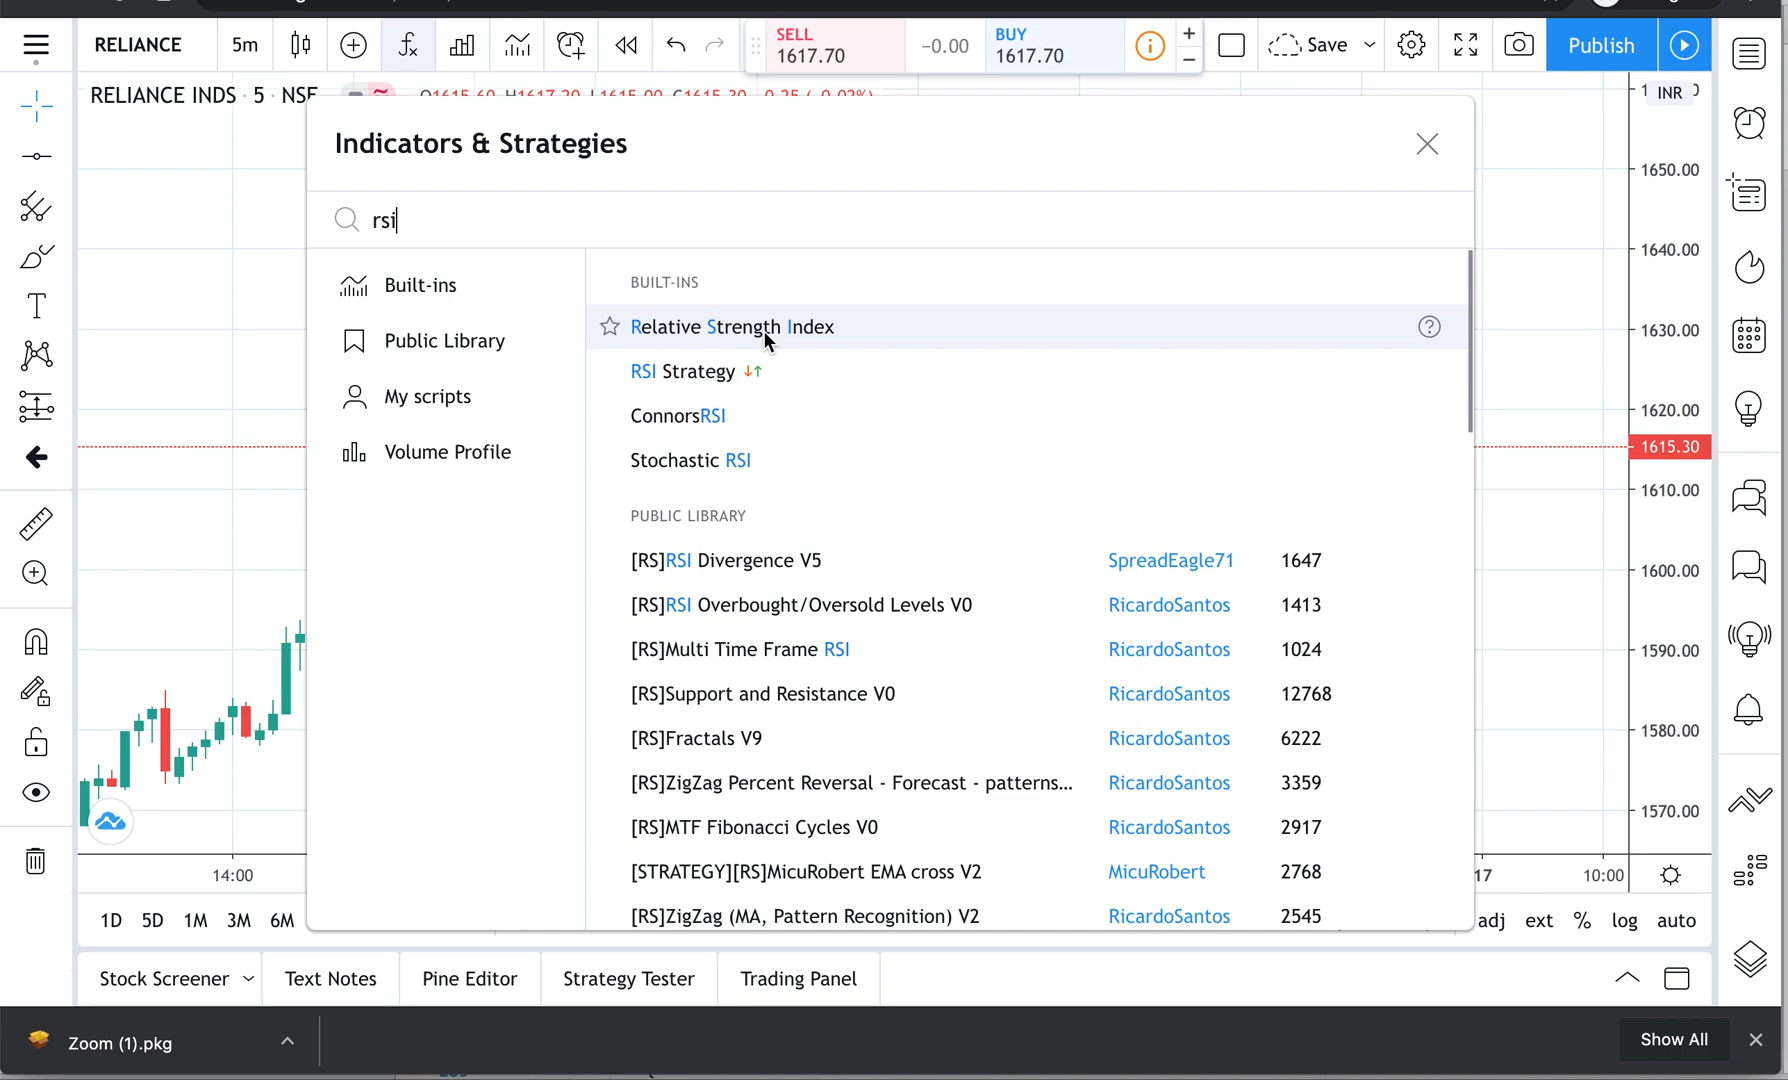 RELIANCE 5m SELL 1617.70 −0.00 BUY 1617.70 Save Publish
RELIANCE INDS · 5 · NSE
INR
Indicators & Strategies
rsi
Built-ins
Public Library
My scripts
Volume Profile
BUILT-INS
Relative Strength Index
RSI Strategy
ConnorsRSI
Stochastic RSI
PUBLIC LIBRARY
[RS]RSI Divergence V5 SpreadEagle71 1647
[RS]RSI Overbought/Oversold Levels V0 RicardoSantos 1413
[RS]Multi Time Frame RSI RicardoSantos 1024
[RS]Support and Resistance V0 RicardoSantos 12768
[RS]Fractals V9 RicardoSantos 6222
[RS]ZigZag Percent Reversal - Forecast - patterns... RicardoSantos 3359
[RS]MTF Fibonacci Cycles V0 RicardoSantos 2917
[STRATEGY][RS]MicuRobert EMA cross V2 MicuRobert 2768
[RS]ZigZag (MA, Pattern Recognition) V2 RicardoSantos 2545
1650.00
1640.00
1630.00
1620.00
1615.30
1610.00
1600.00
1590.00
1580.00
1570.00
14:00 17 10:00
1D 5D 1M 3M 6M adj ext % log auto
Stock Screener Text Notes Pine Editor Strategy Tester Trading Panel
Zoom (1).pkg Show All